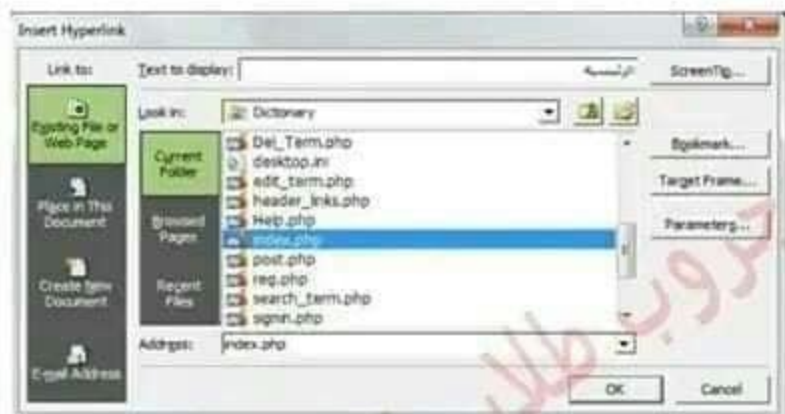 Insert Hyperlink
Link to:
Text to display: الرئيسية
ScreenTip...
Existing File or Web Page
Look in: Dictionary
Current Folder
Del_Term.php
desktop.ini
edit_term.php
header_links.php
Help.php
index.php
post.php
reg.php
search_term.php
signin.php
Bookmark...
Target Frame...
Parameters...
Place in This Document
Browsed Pages
Create New Document
Recent Files
E-mail Address
Address: index.php
OK
Cancel
جروب طلاب